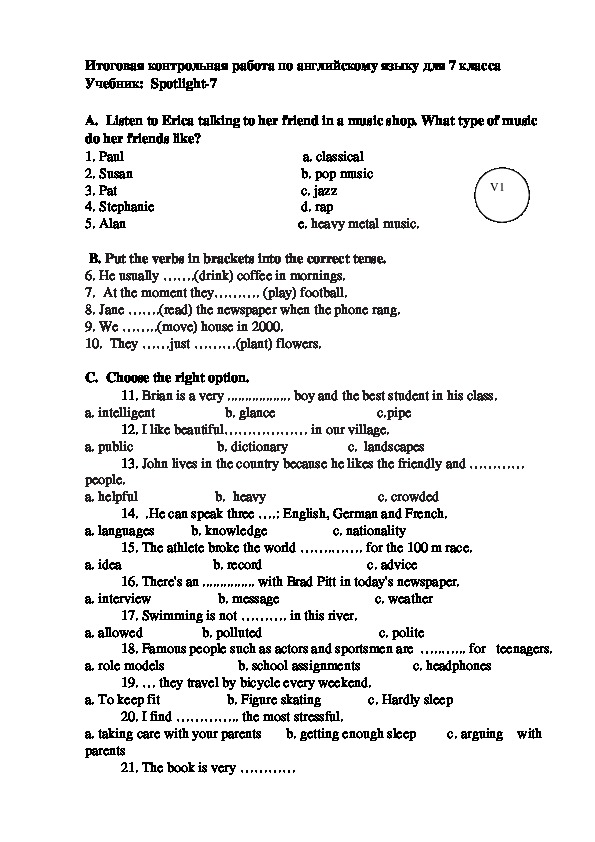 Итоговая контрольная работа по английскому языку для 7 класса
Учебник: Spotlight-7
A. Listen to Erica talking to her friend in a music shop. What type of music
do her friends like?
1. Paul a. classical
2. Susan b. pop music
3. Pat c. jazz
V1
4. Stephanie d. rap
5. Alan e. heavy metal music.
B. Put the verbs in brackets into the correct tense.
6. He usually …….(drink) coffee in mornings.
7. At the moment they………. (play) football.
8. Jane …….(read) the newspaper when the phone rang.
9. We ……..(move) house in 2000.
10. They ……just ………(plant) flowers.
C. Choose the right option.
11. Brian is a very .................. boy and the best student in his class.
a. intelligent b. glance c.pipe
12. I like beautiful……………… in our village.
a. public b. dictionary c. landscapes
13. John lives in the country because he likes the friendly and …………
people.
a. helpful b. heavy c. crowded
14. .He can speak three ….: English, German and French.
a. languages b. knowledge c. nationality
15. The athlete broke the world ………….. for the 100 m race.
a. idea b. record c. advice
16. There's an ............... with Brad Pitt in today's newspaper.
a. interview b. message c. weather
17. Swimming is not ………. in this river.
a. allowed b. polluted c. polite
18. Famous people such as actors and sportsmen are ……….. for teenagers.
a. role models b. school assignments c. headphones
19. … they travel by bicycle every weekend.
a. To keep fit b. Figure skating c. Hardly sleep
20. I find ………….. the most stressful.
a. taking care with your parents b. getting enough sleep c. arguing with
parents
21. The book is very …………